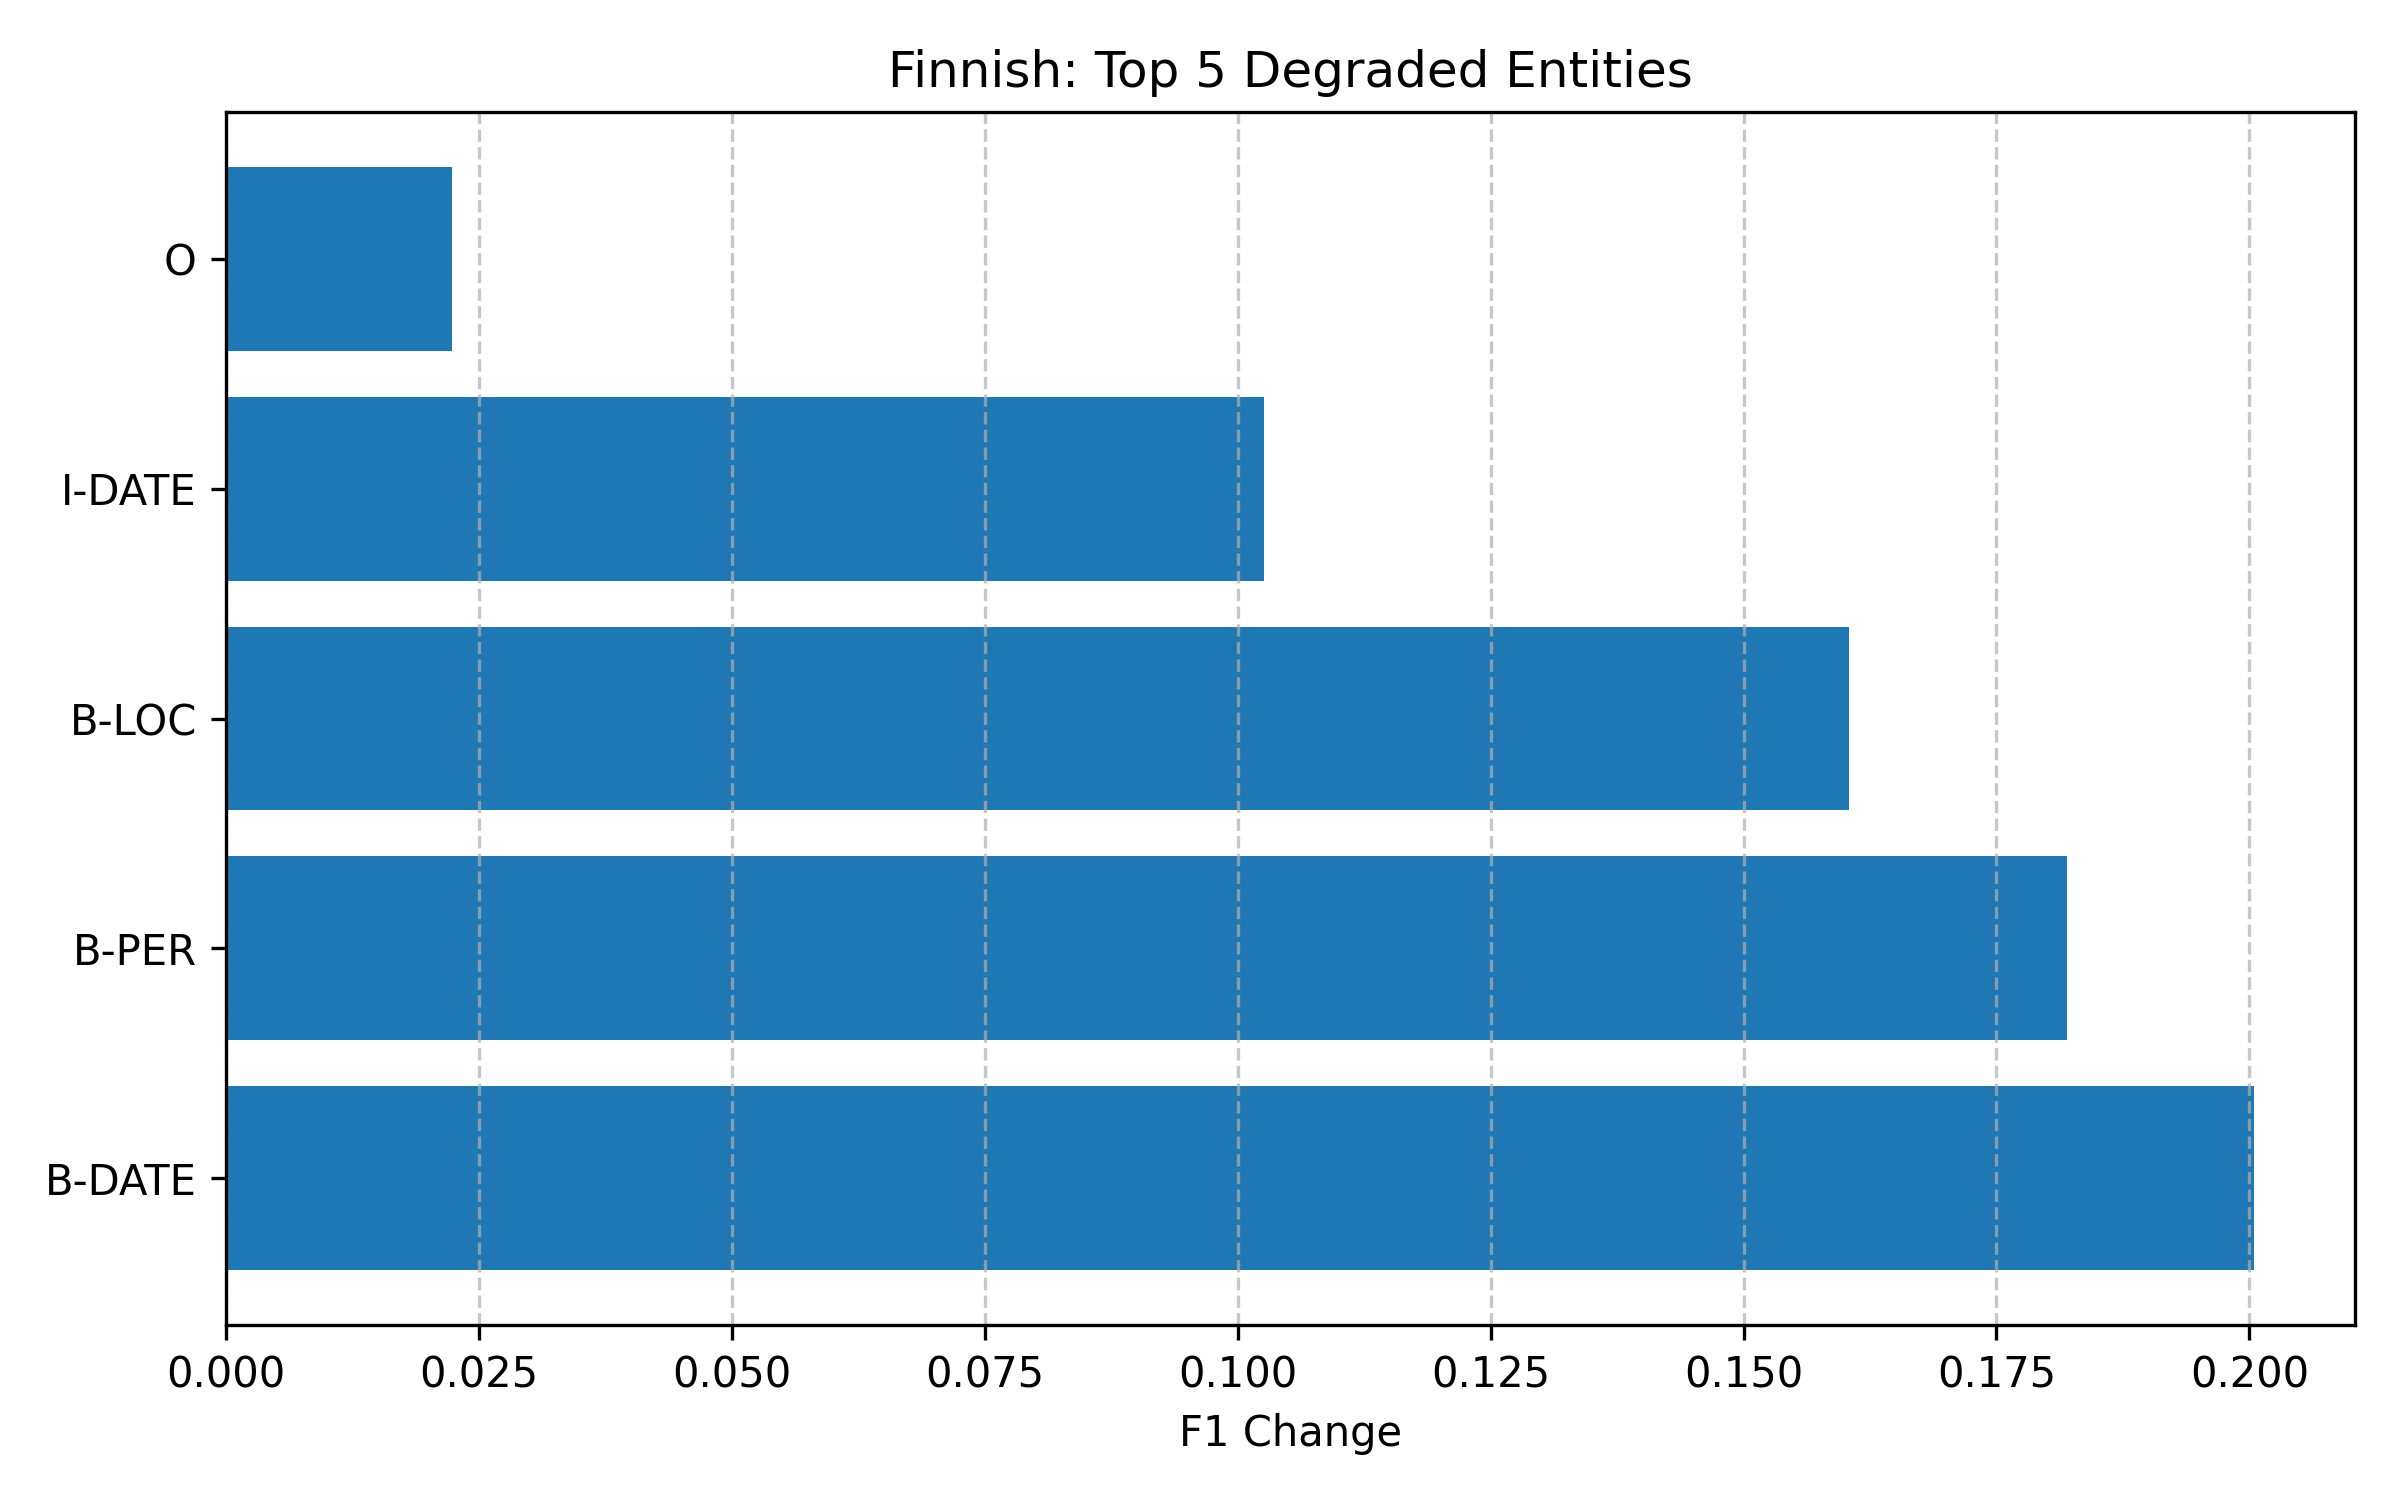 Finnish: Top 5 Degraded Entities
O
I-DATE
B-LOC
B-PER
B-DATE
0.000 0.025 0.050 0.075 0.100 0.125 0.150 0.175 0.200
F1 Change